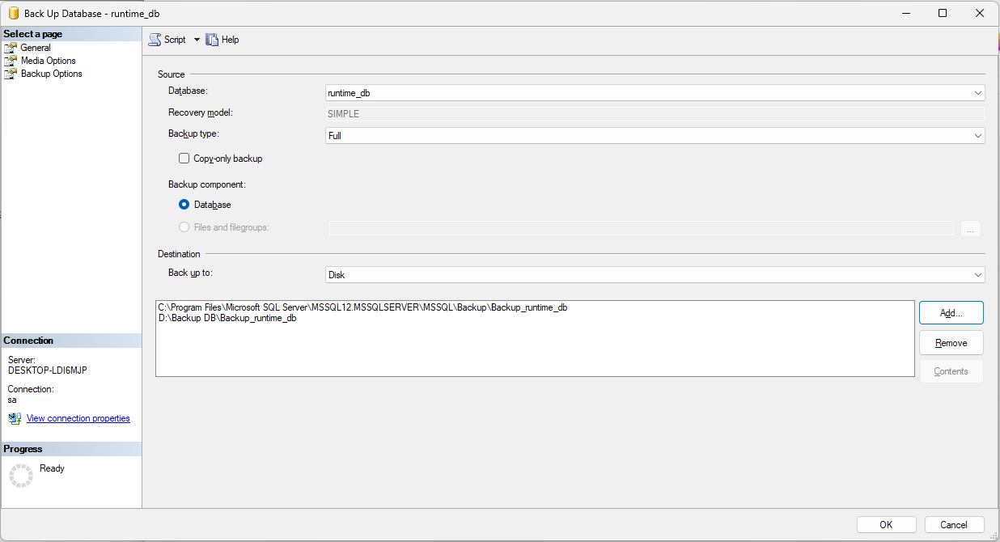 Back Up Database - runtime_db
Select a page
General
Media Options
Backup Options
Script
Help
Source
Database:
runtime_db
Recovery model:
SIMPLE
Backup type:
Full
Copy-only backup
Backup component:
Database
Files and filegroups:
...
Destination
Back up to:
Disk
C:\Program Files\Microsoft SQL Server\MSSQL12.MSSQLSERVER\MSSQL\Backup\Backup_runtime_db
D:\Backup DB\Backup_runtime_db
Add...
Remove
Contents
Connection
Server:
DESKTOP-LDI6MJP
Connection:
sa
View connection properties
Progress
Ready
OK
Cancel